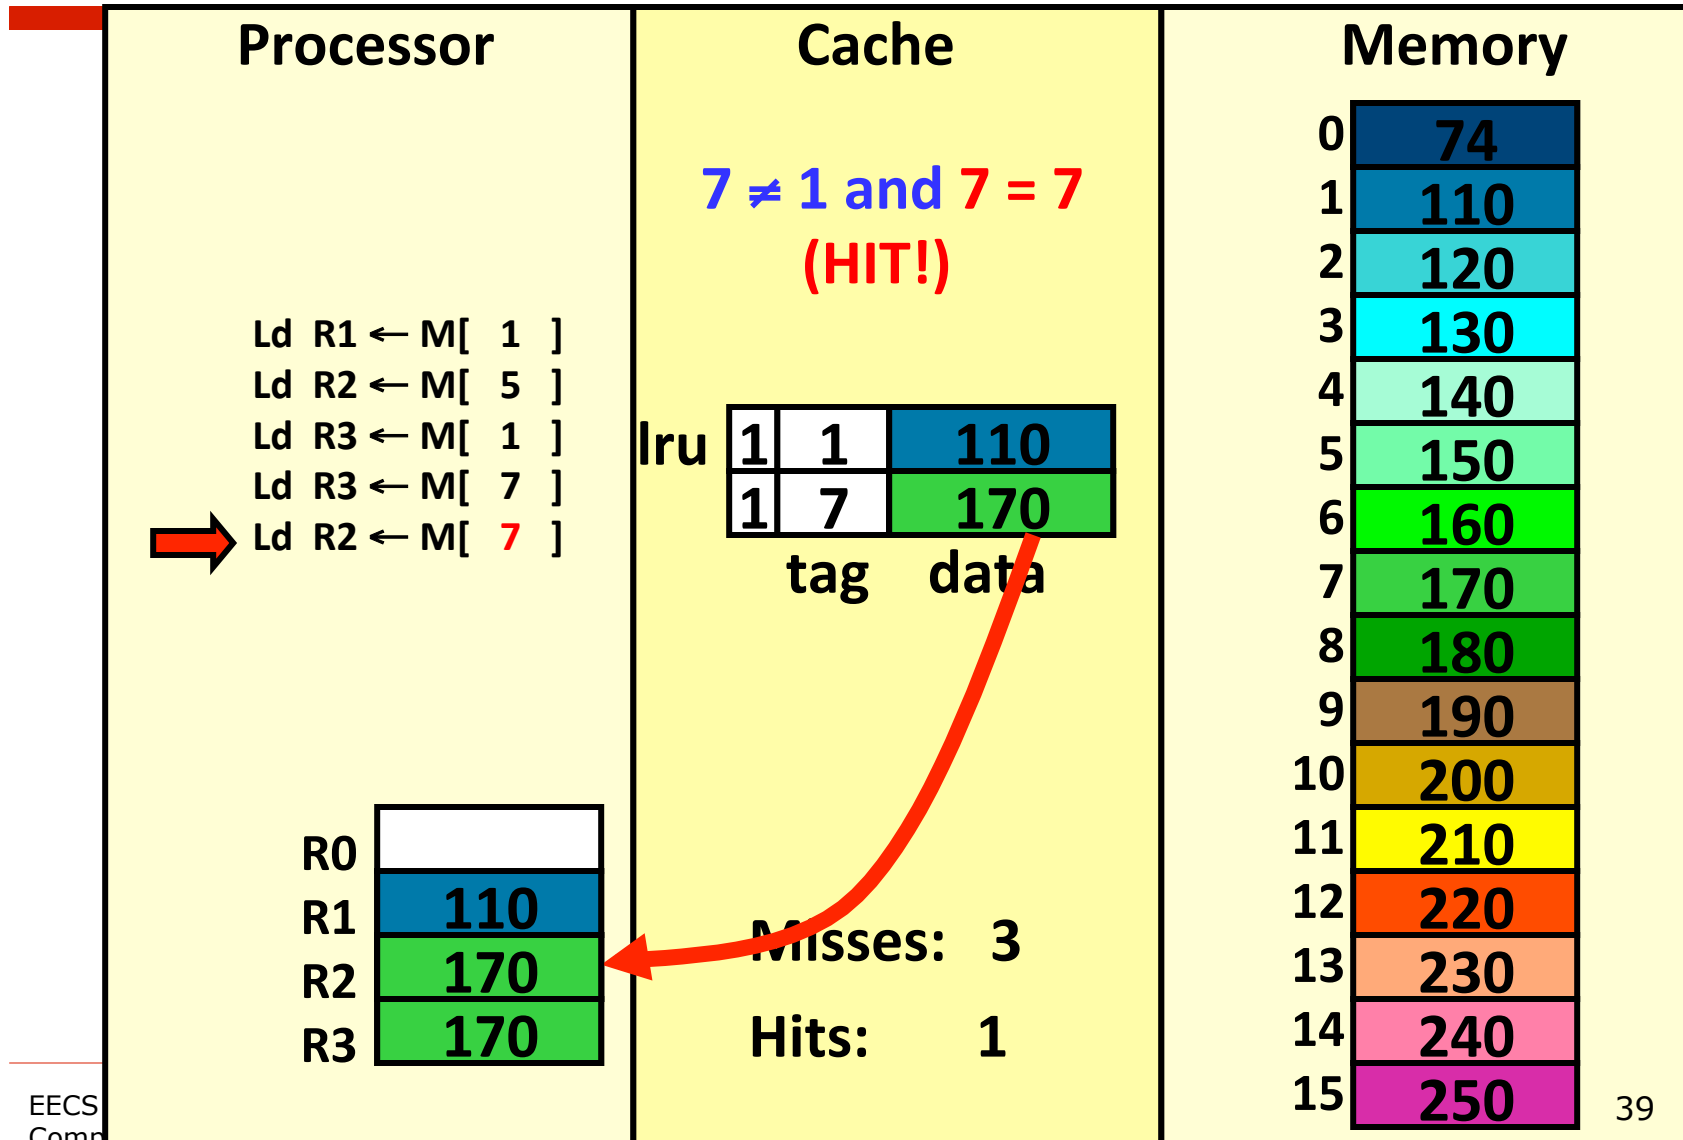 Processor
Ld R1 ← M[ 1 ]
Ld R2 ← M[ 5 ]
Ld R3 ← M[ 1 ]
Ld R3 ← M[ 7 ]
Ld R2 ← M[ 7 ]
R0
R1 110
R2 170
R3 170
Cache
7 ≠ 1 and 7 = 7
(HIT!)
lru 1 1 110
1 7 170
tag data
Misses: 3
Hits: 1
Memory
0 74
1 110
2 120
3 130
4 140
5 150
6 160
7 170
8 180
9 190
10 200
11 210
12 220
13 230
14 240
15 250
EECS
39